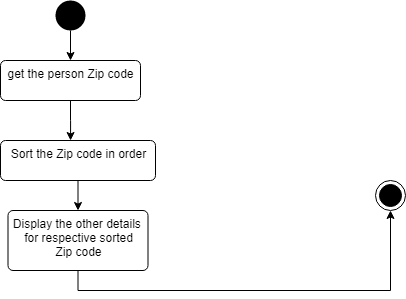 get the person Zip code
Sort the Zip code in order
Display the other details
for respective sorted
Zip code